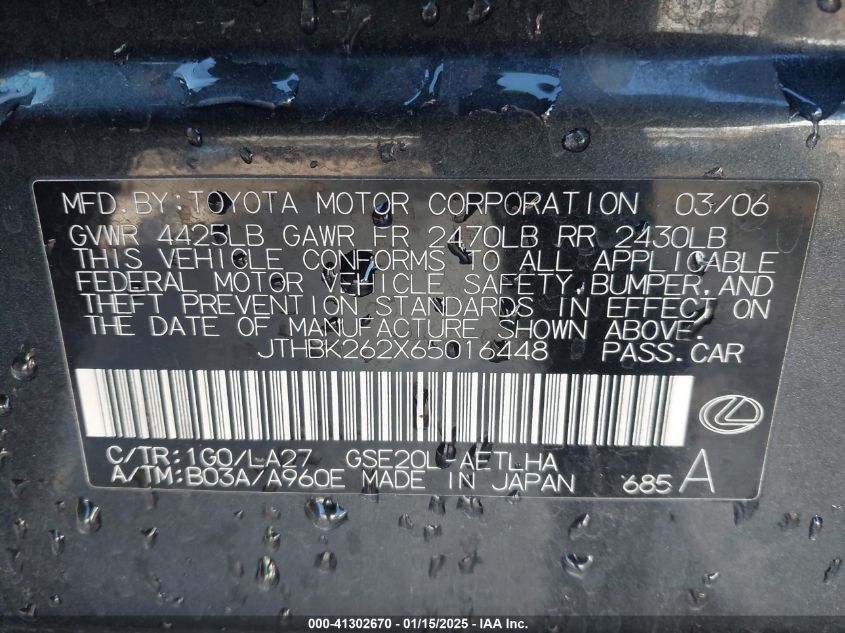 MFD.BY:TOYOTA MOTOR CORPORATION 03/06
GVWR 4425LB GAWR FR 2470LB RR 2430LB
THIS VEHICLE CONFORMS TO ALL APPLICABLE
FEDERAL MOTOR VEHICLE SAFETY,BUMPER,AND
THEFT PREVENTION STANDARDS IN EFFECT ON
THE DATE OF MANUFACTURE SHOWN ABOVE.
JTHBK262X65016448 PASS.CAR
C/TR:1G0/LA27 GSE20L-AETLHA
A/TM:B03A/A960E MADE IN JAPAN 685 A
000-41302670 - 01/15/2025 - IAA Inc.